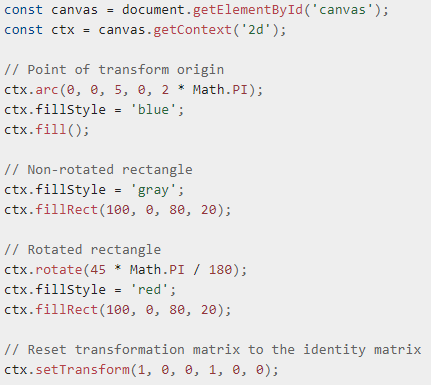 const canvas = document.getElementById('canvas');
const ctx = canvas.getContext('2d');

// Point of transform origin
ctx.arc(0, 0, 5, 0, 2 * Math.PI);
ctx.fillStyle = 'blue';
ctx.fill();

// Non-rotated rectangle
ctx.fillStyle = 'gray';
ctx.fillRect(100, 0, 80, 20);

// Rotated rectangle
ctx.rotate(45 * Math.PI / 180);
ctx.fillStyle = 'red';
ctx.fillRect(100, 0, 80, 20);

// Reset transformation matrix to the identity matrix
ctx.setTransform(1, 0, 0, 1, 0, 0);